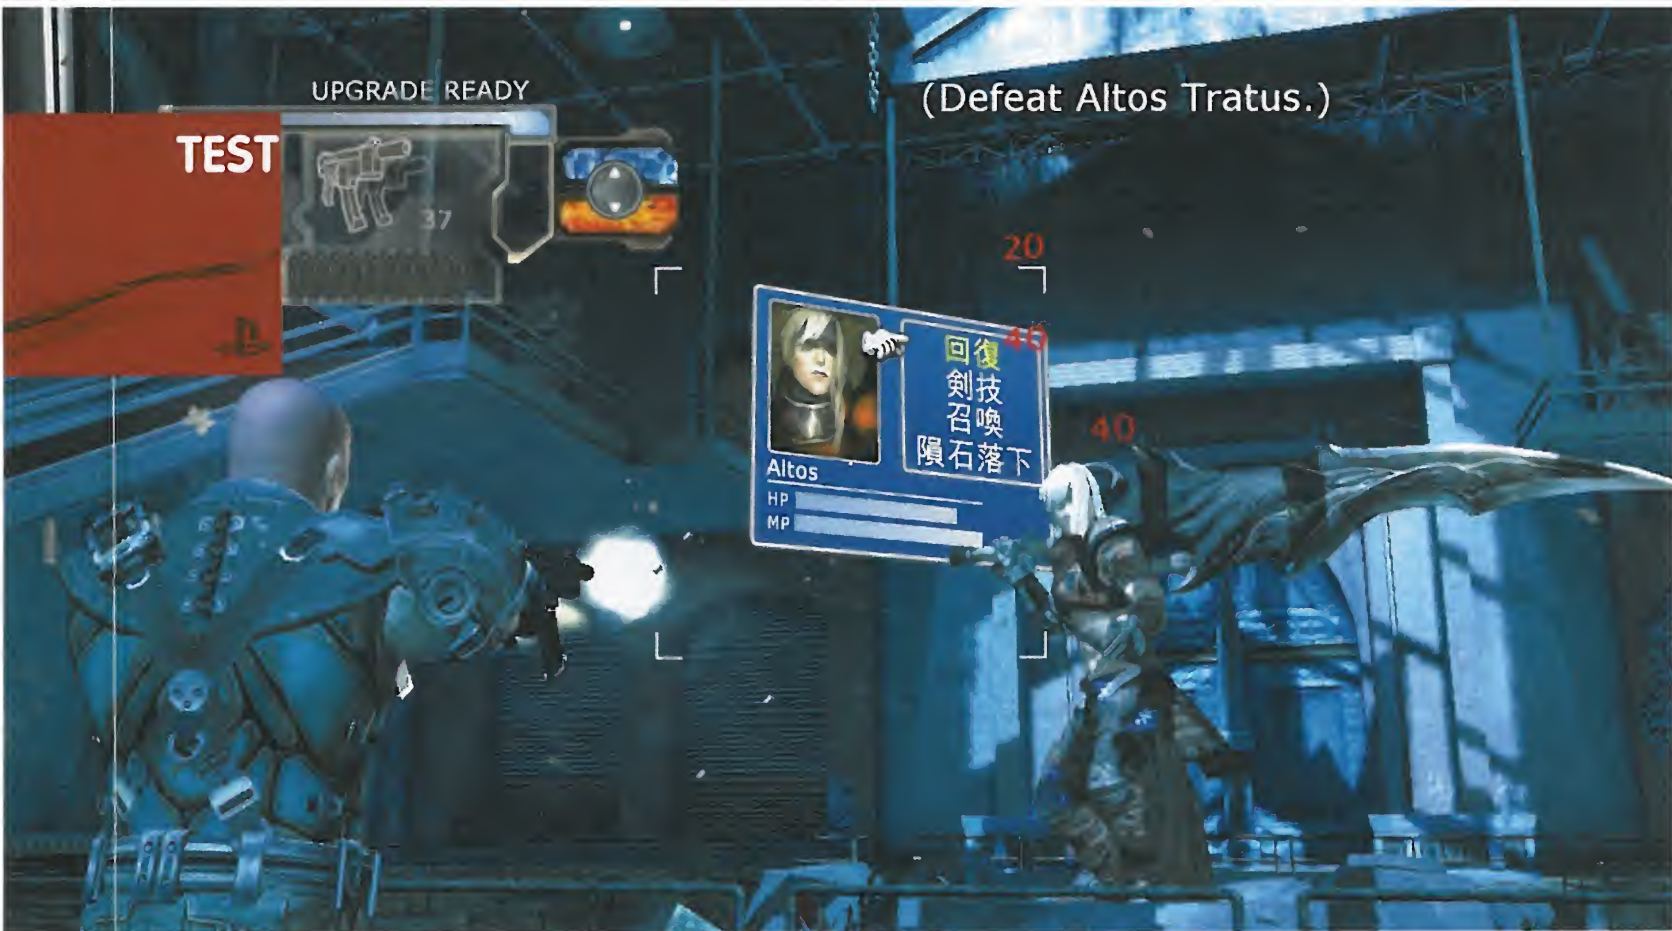 UPGRADE READY
(Defeat Altos Tratus.)
TEST
37
20
40
回復
剣技
召喚
隕石落下
40
Altos
HP
MP